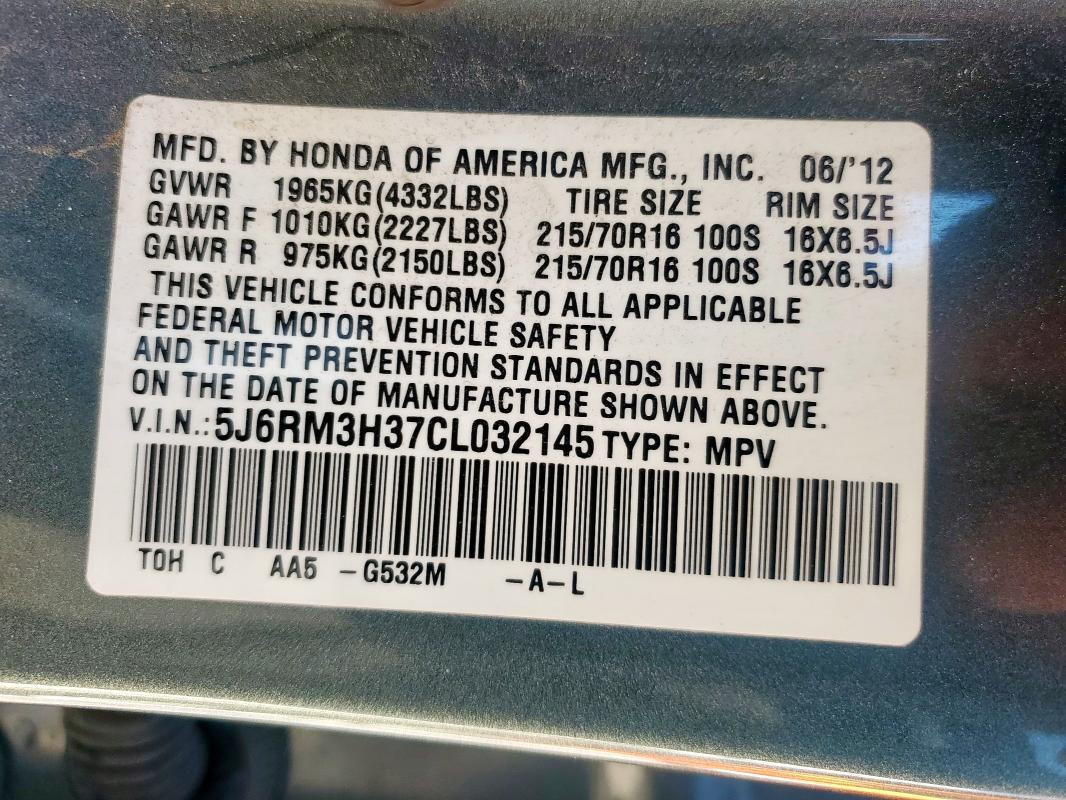 MFD. BY HONDA OF AMERICA MFG., INC. 06/'12
GVWR 1965KG(4332LBS) TIRE SIZE RIM SIZE
GAWR F 1010KG(2227LBS) 215/70R16 100S 16X6.5J
GAWR R 975KG(2150LBS) 215/70R16 100S 16X6.5J
THIS VEHICLE CONFORMS TO ALL APPLICABLE
FEDERAL MOTOR VEHICLE SAFETY
AND THEFT PREVENTION STANDARDS IN EFFECT
ON THE DATE OF MANUFACTURE SHOWN ABOVE.
V.I.N.: 5J6RM3H37CL032145 TYPE: MPV
TOH C AA5 -G532M -A-L